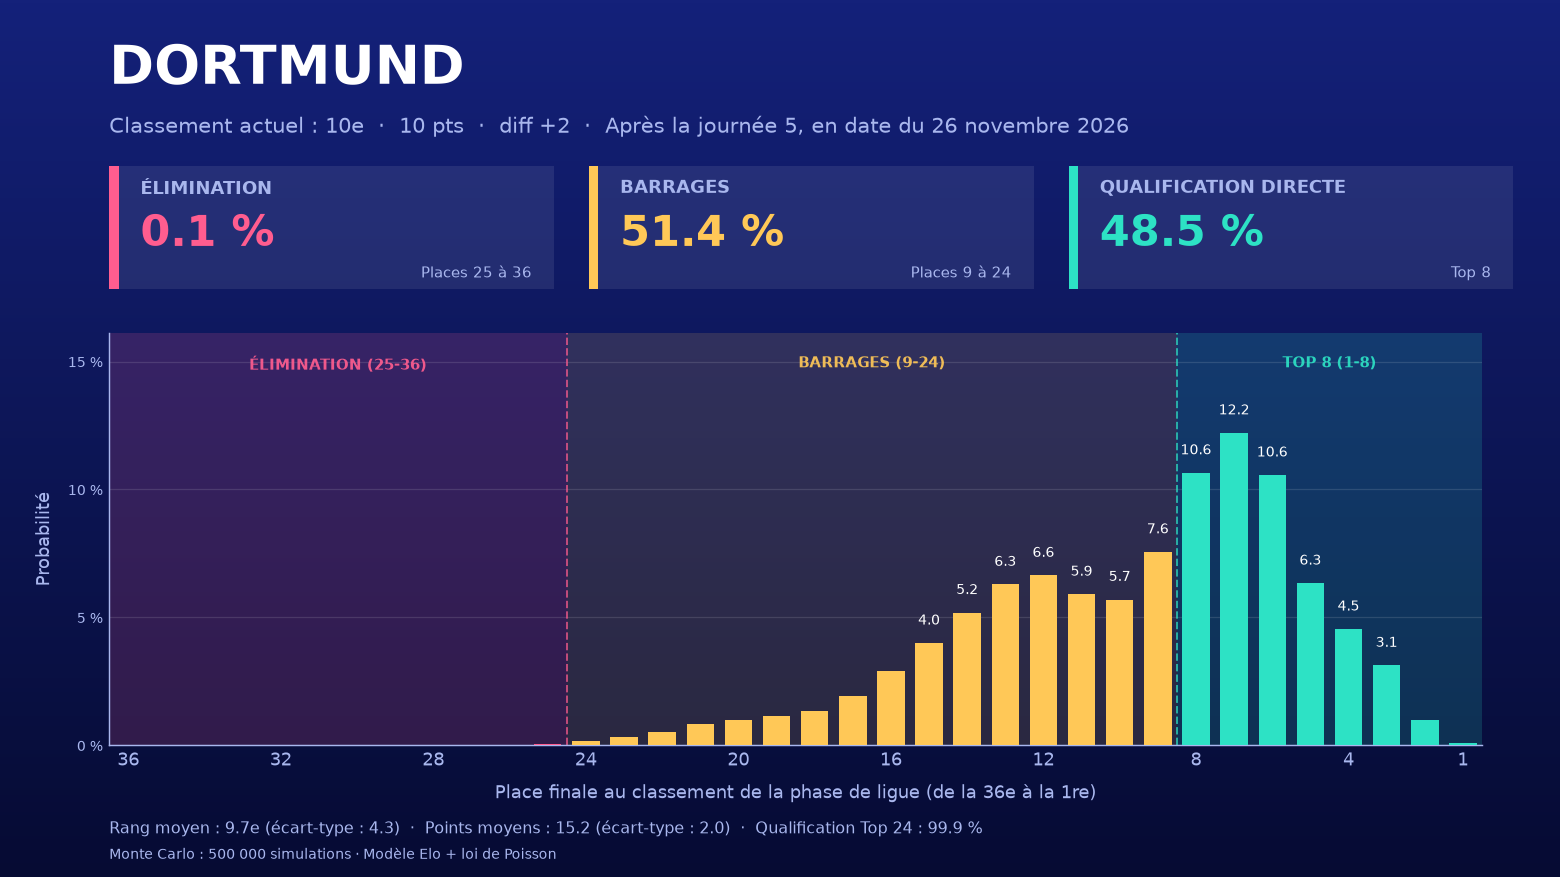 DORTMUND
Classement actuel : 10e · 10 pts · diff +2 · Après la journée 5, en date du 26 novembre 2026
ÉLIMINATION
0.1 %
Places 25 à 36
BARRAGES
51.4 %
Places 9 à 24
QUALIFICATION DIRECTE
48.5 %
Top 8
ÉLIMINATION (25-36)
BARRAGES (9-24)
TOP 8 (1-8)
Probabilité
15 %
10 %
5 %
0 %
4.0
5.2
6.3
6.6
5.9
5.7
7.6
10.6
12.2
10.6
6.3
4.5
3.1
36 32 28 24 20 16 12 8 4 1
Place finale au classement de la phase de ligue (de la 36e à la 1re)
Rang moyen : 9.7e (écart-type : 4.3) · Points moyens : 15.2 (écart-type : 2.0) · Qualification Top 24 : 99.9 %
Monte Carlo : 500 000 simulations · Modèle Elo + loi de Poisson